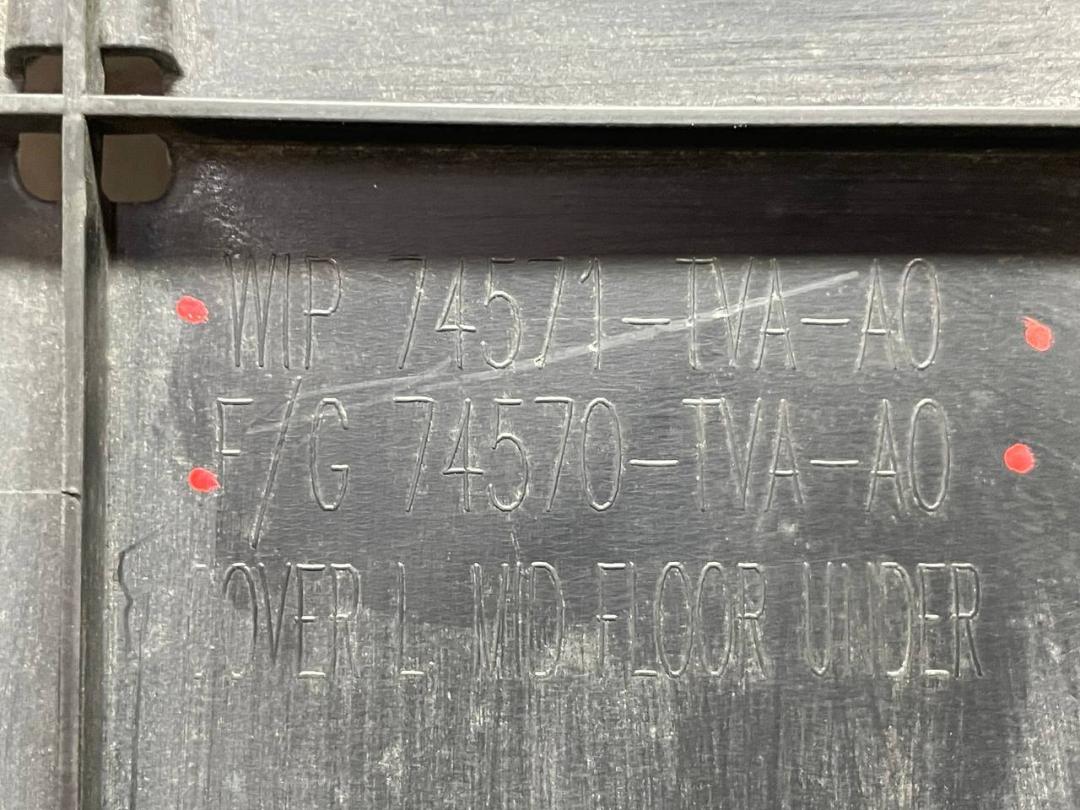 WIP 74571-TVA-A0
F/G 74570-TVA-A0
COVER L, MID FLOOR UNDER